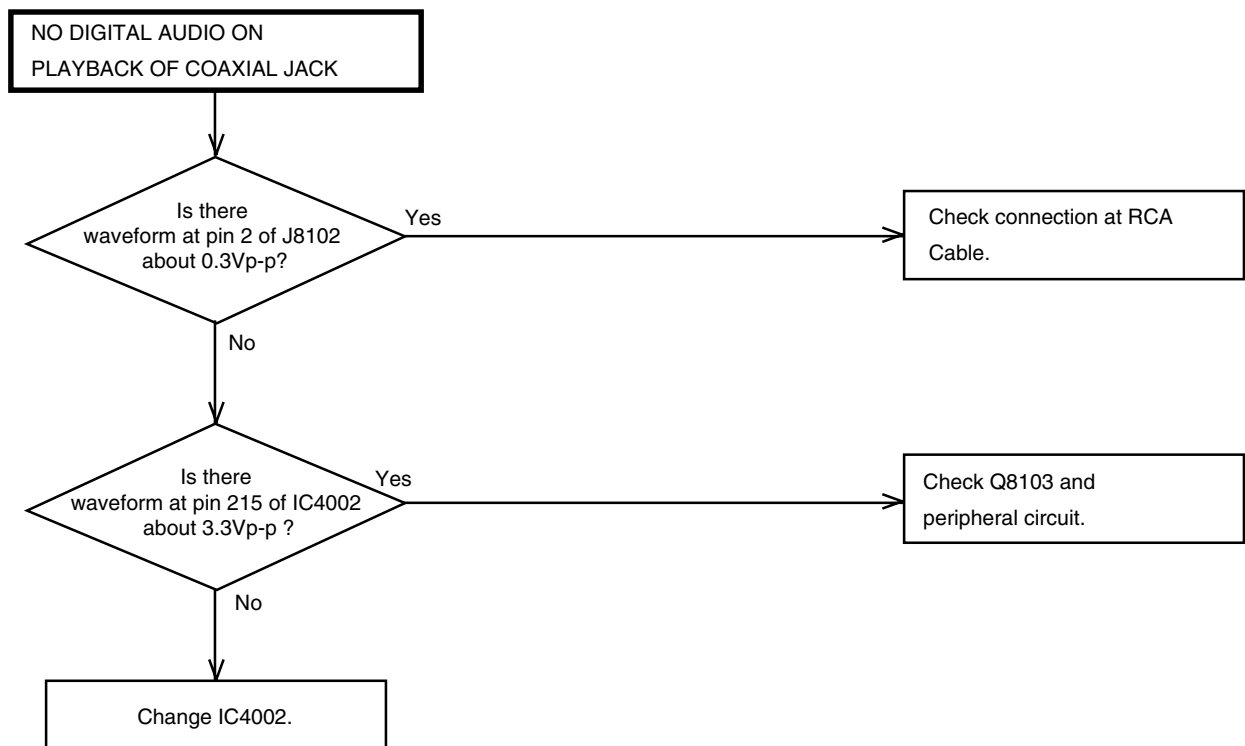 NO DIGITAL AUDIO ON
PLAYBACK OF COAXIAL JACK
Is there
waveform at pin 2 of J8102
about 0.3Vp-p?
Yes
Check connection at RCA
Cable.
No
Is there
waveform at pin 215 of IC4002
about 3.3Vp-p ?
Yes
Check Q8103 and
peripheral circuit.
No
Change IC4002.